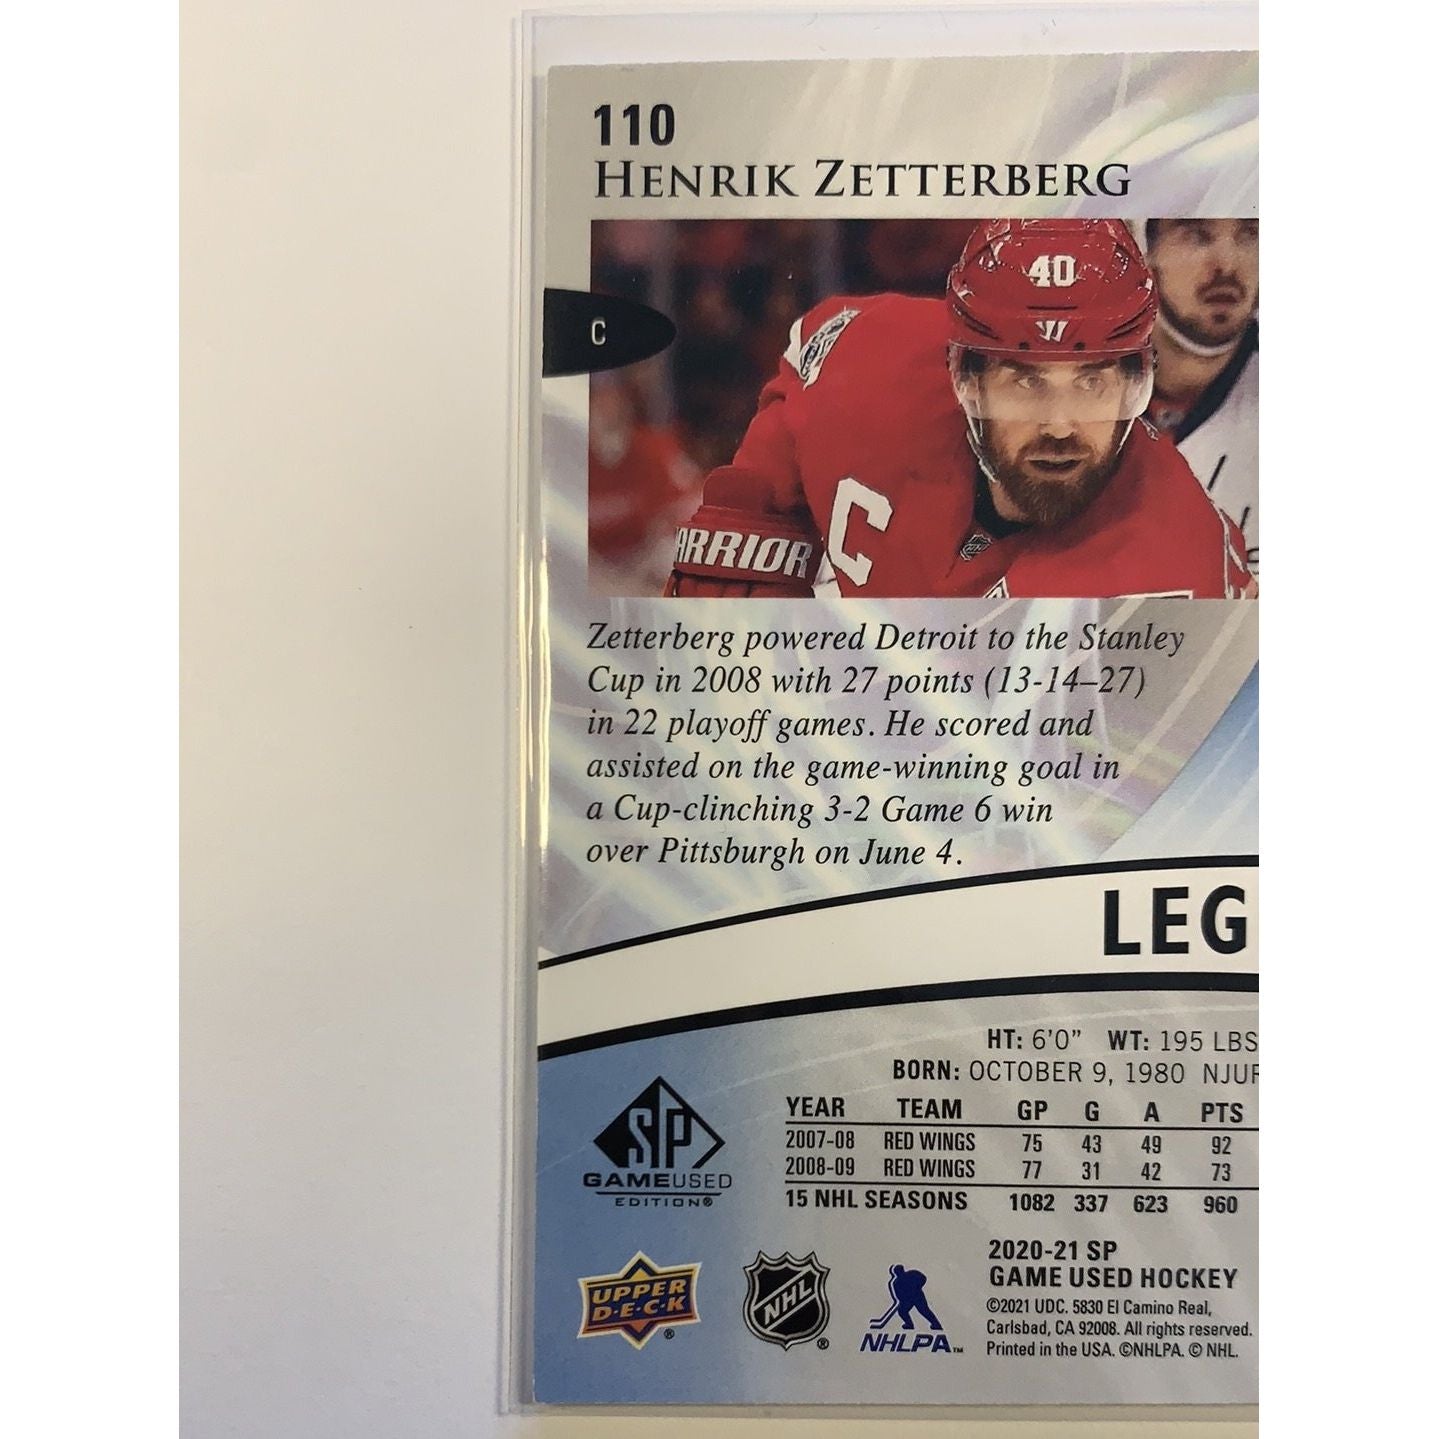 110
HENRIK ZETTERBERG
40
C
C
ARRIOR
Zetterberg powered Detroit to the Stanley
Cup in 2008 with 27 points (13-14–27)
in 22 playoff games. He scored and
assisted on the game-winning goal in
a Cup-clinching 3-2 Game 6 win
over Pittsburgh on June 4.
LEG
HT: 6'0" WT: 195 LBS
BORN: OCTOBER 9, 1980 NJUR
YEAR TEAM GP G A PTS
2007-08 RED WINGS 75 43 49 92
2008-09 RED WINGS 77 31 42 73
15 NHL SEASONS 1082 337 623 960
SP
GAMEUSED
EDITION®
2020-21 SP
GAME USED HOCKEY
©2021 UDC. 5830 El Camino Real,
Carlsbad, CA 92008. All rights reserved.
Printed in the USA. ©NHLPA. © NHL.
UPPER
D·E·C·K
®
NHL
®
NHLPA™